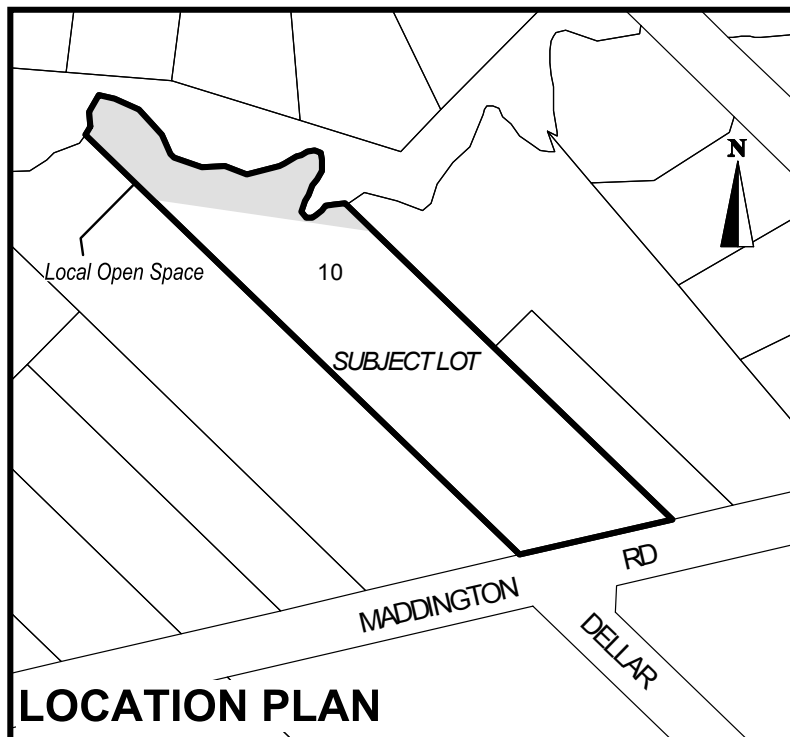 N
Local Open Space
10
SUBJECT LOT
MADDINGTON RD
DELLAR
LOCATION PLAN